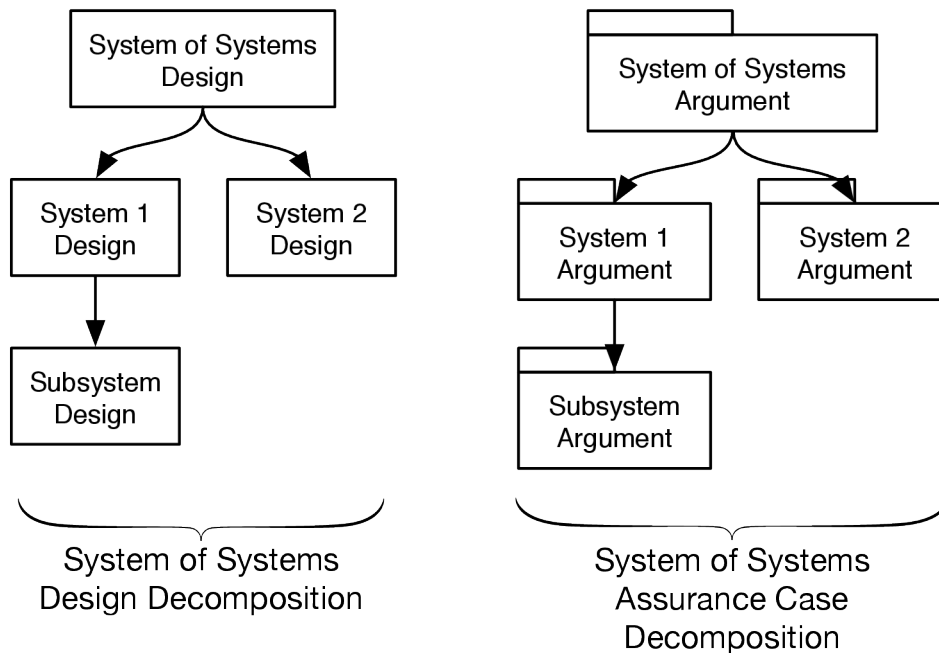 System of Systems
Design
System 1
Design
System 2
Design
Subsystem
Design
System of Systems
Design Decomposition
System of Systems
Argument
System 1
Argument
System 2
Argument
Subsystem
Argument
System of Systems
Assurance Case
Decomposition